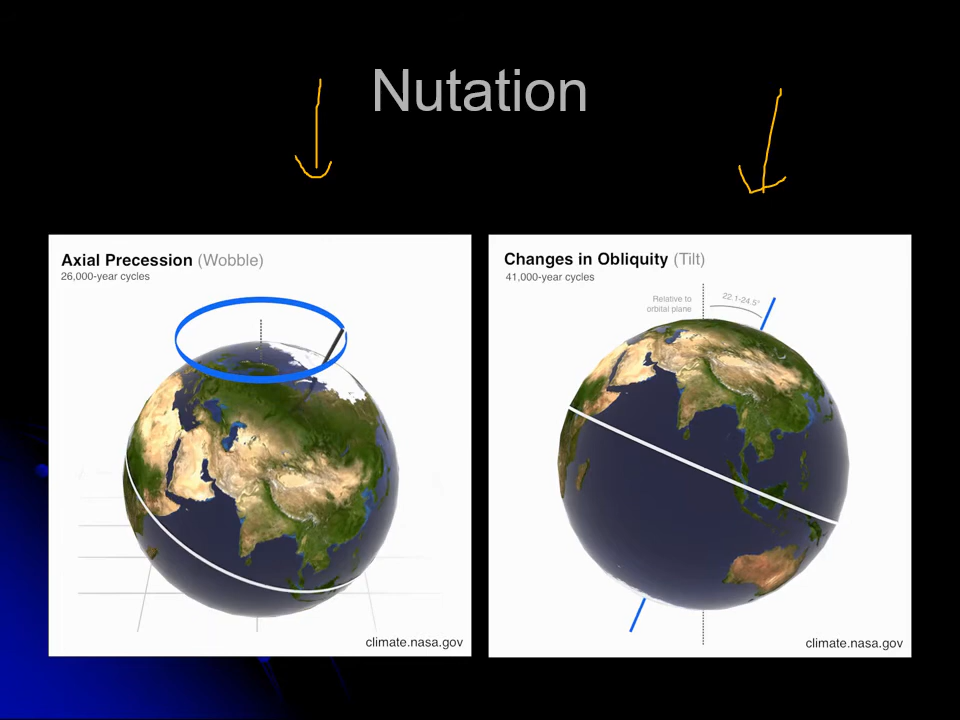 Nutation
Axial Precession (Wobble)
26,000-year cycles
climate.nasa.gov
Changes in Obliquity (Tilt)
41,000-year cycles
Relative to
orbital plane
22.1-24.5°
climate.nasa.gov